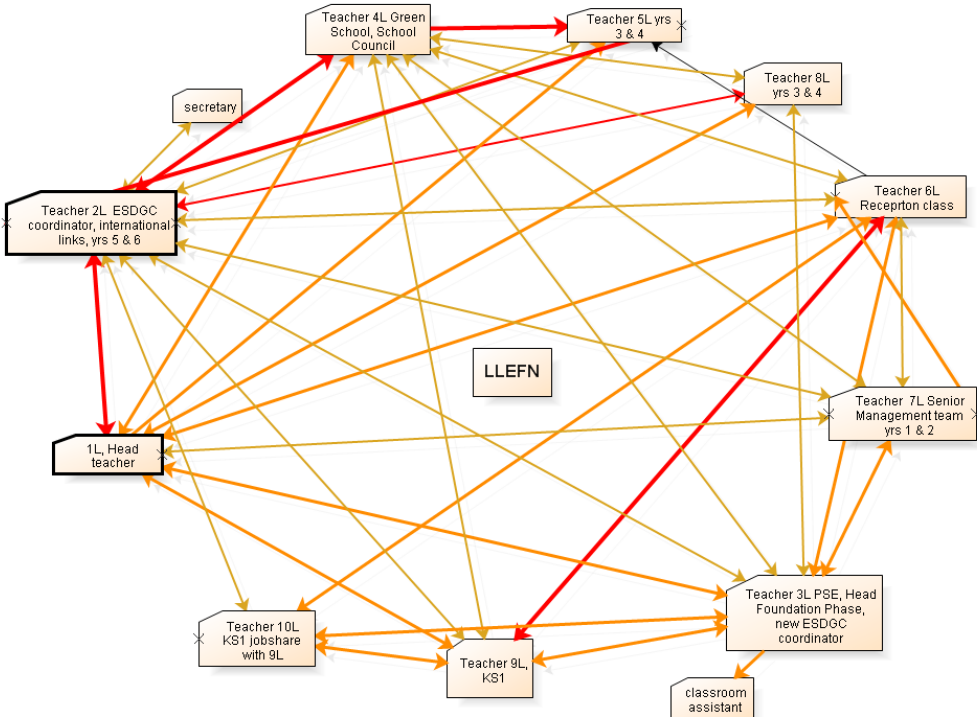 Teacher 4L Green
School, School
Council
Teacher 5L yrs
3 & 4
Teacher 8L
yrs 3 & 4
secretary
Teacher 2L ESDGC
coordinator, international
links, yrs 5 & 6
Teacher 6L
Receprton class
LLEFN
Teacher 7L Senior
Management team
yrs 1 & 2
1L, Head
teacher
Teacher 3L PSE, Head
Foundation Phase,
new ESDGC
coordinator
Teacher 10L
KS1 jobshare
with 9L
Teacher 9L,
KS1
classroom
assistant